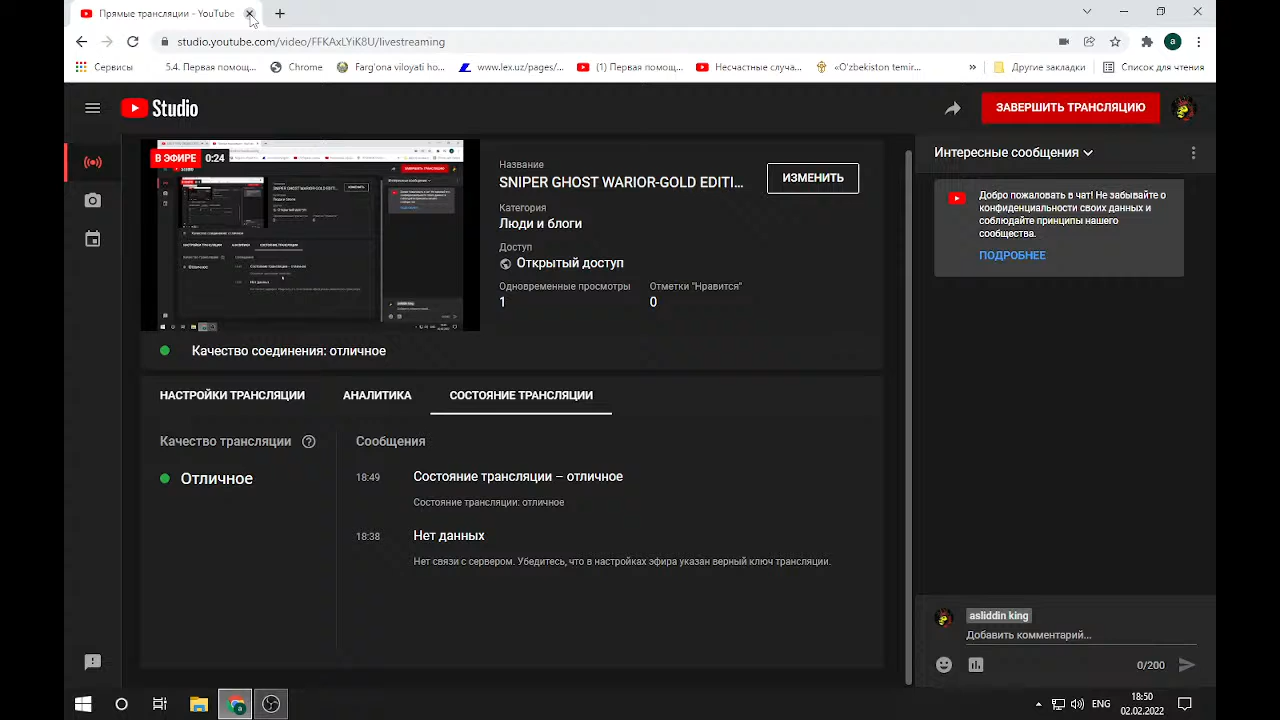 Прямые трансляции - YouTube
studio.youtube.com/video/FFKAxLYiK8U/livestreaming
Сервисы
5.4. Первая помощ...
Chrome
Farg'ona viloyati ho...
www.lex.uz/pages/...
(1) Первая помощ...
Несчастные случа...
«O'zbekiston temir...
»
Другие закладки
Список для чтения
Studio
ЗАВЕРШИТЬ ТРАНСЛЯЦИЮ
В ЭФИРЕ 0:24
Название
SNIPER GHOST WARIOR-GOLD EDITI...
ИЗМЕНИТЬ
Категория
Люди и блоги
Доступ
Открытый доступ
Одновременные просмотры
Отметки "Нравится"
1
0
Качество соединения: отличное
НАСТРОЙКИ ТРАНСЛЯЦИИ
АНАЛИТИКА
СОСТОЯНИЕ ТРАНСЛЯЦИИ
Качество трансляции
Отличное
Сообщения
18:49
Состояние трансляции – отличное
Состояние трансляции: отличное
18:38
Нет данных
Нет связи с сервером. Убедитесь, что в настройках эфира указан верный ключ трансляции.
Интересные сообщения
Добро пожаловать в чат! Не забывайте о
конфиденциальности своих данных и
соблюдайте принципы нашего
сообщества.
ПОДРОБНЕЕ
asliddin king
Добавить комментарий...
0/200
ENG
18:50
02.02.2022